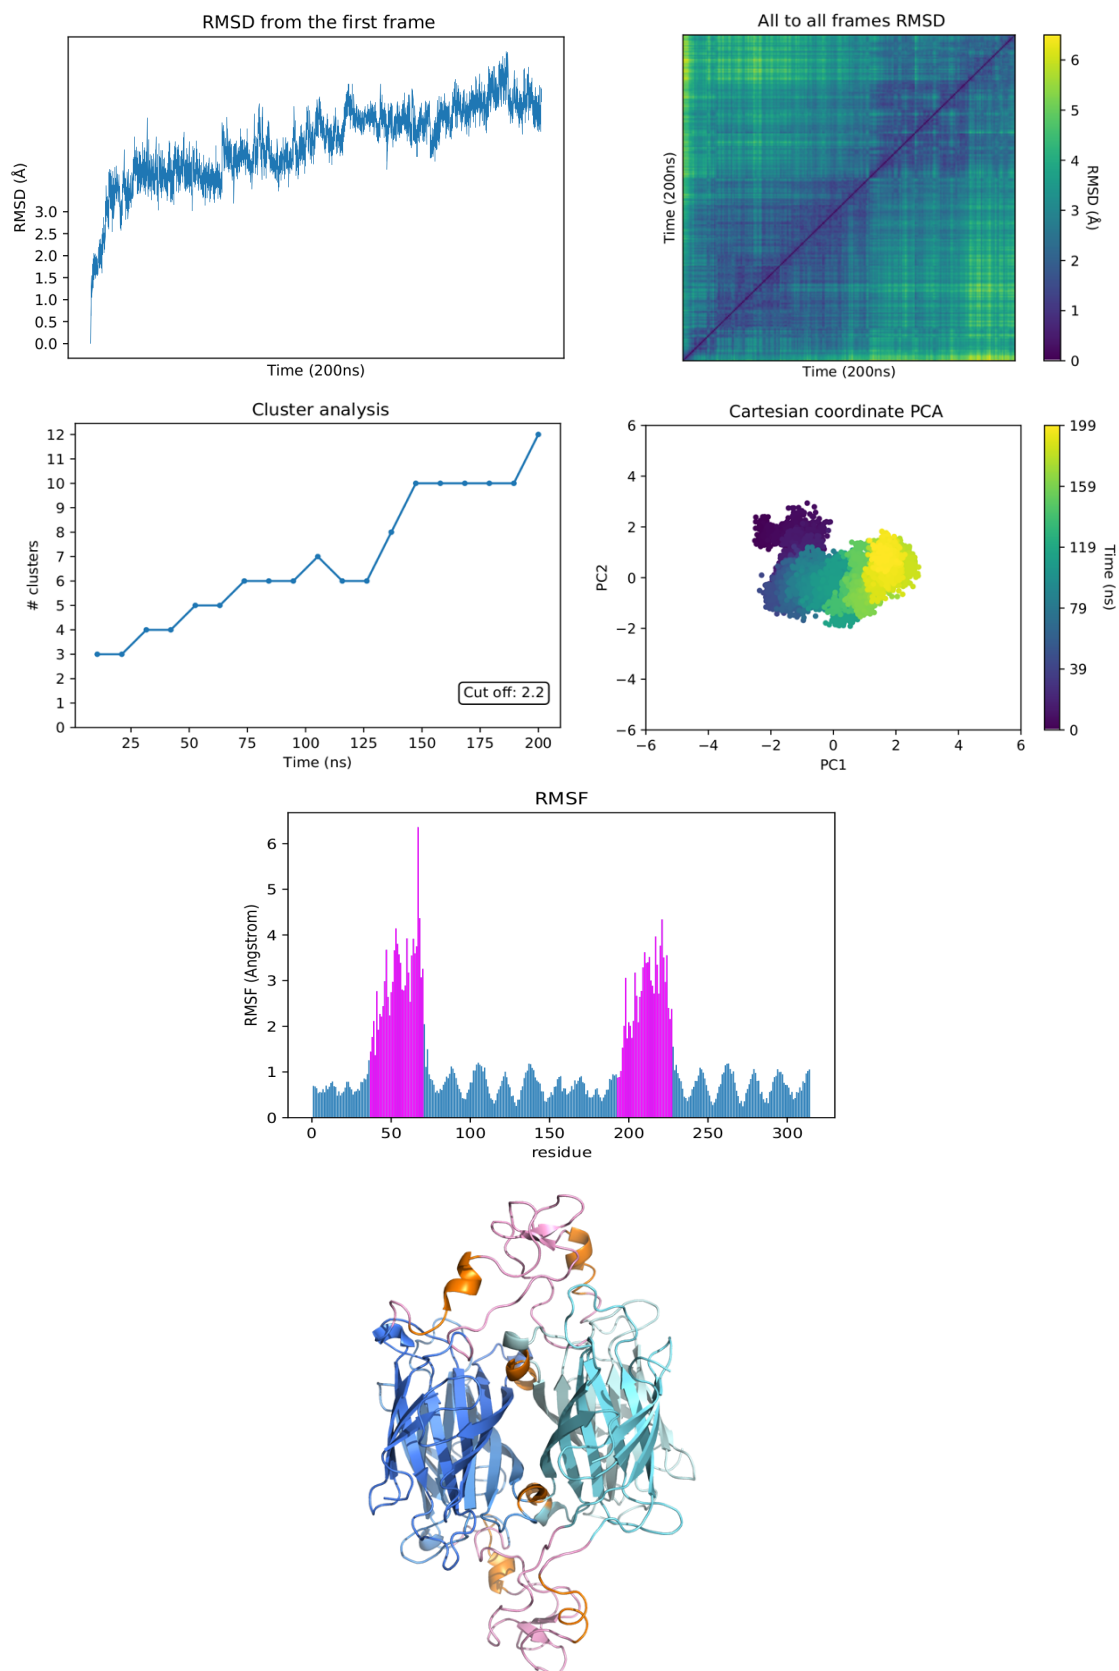 RMSD from the first frame
RMSD (Å)
3.0
2.5
2.0
1.5
1.0
0.5
0.0
Time (200ns)
All to all frames RMSD
Time (200ns)
Time (200ns)
6
5
4
3
2
1
0
RMSD (Å)
Cluster analysis
# clusters
12
11
10
9
8
7
6
5
4
3
2
1
0
Cut off: 2.2
25 50 75 100 125 150 175 200
Time (ns)
Cartesian coordinate PCA
PC2
6
4
2
0
−2
−4
−6
−6 −4 −2 0 2 4 6
PC1
199
159
119
79
39
0
Time (ns)
RMSF
RMSF (Angstrom)
6
5
4
3
2
1
0
0 50 100 150 200 250 300
residue